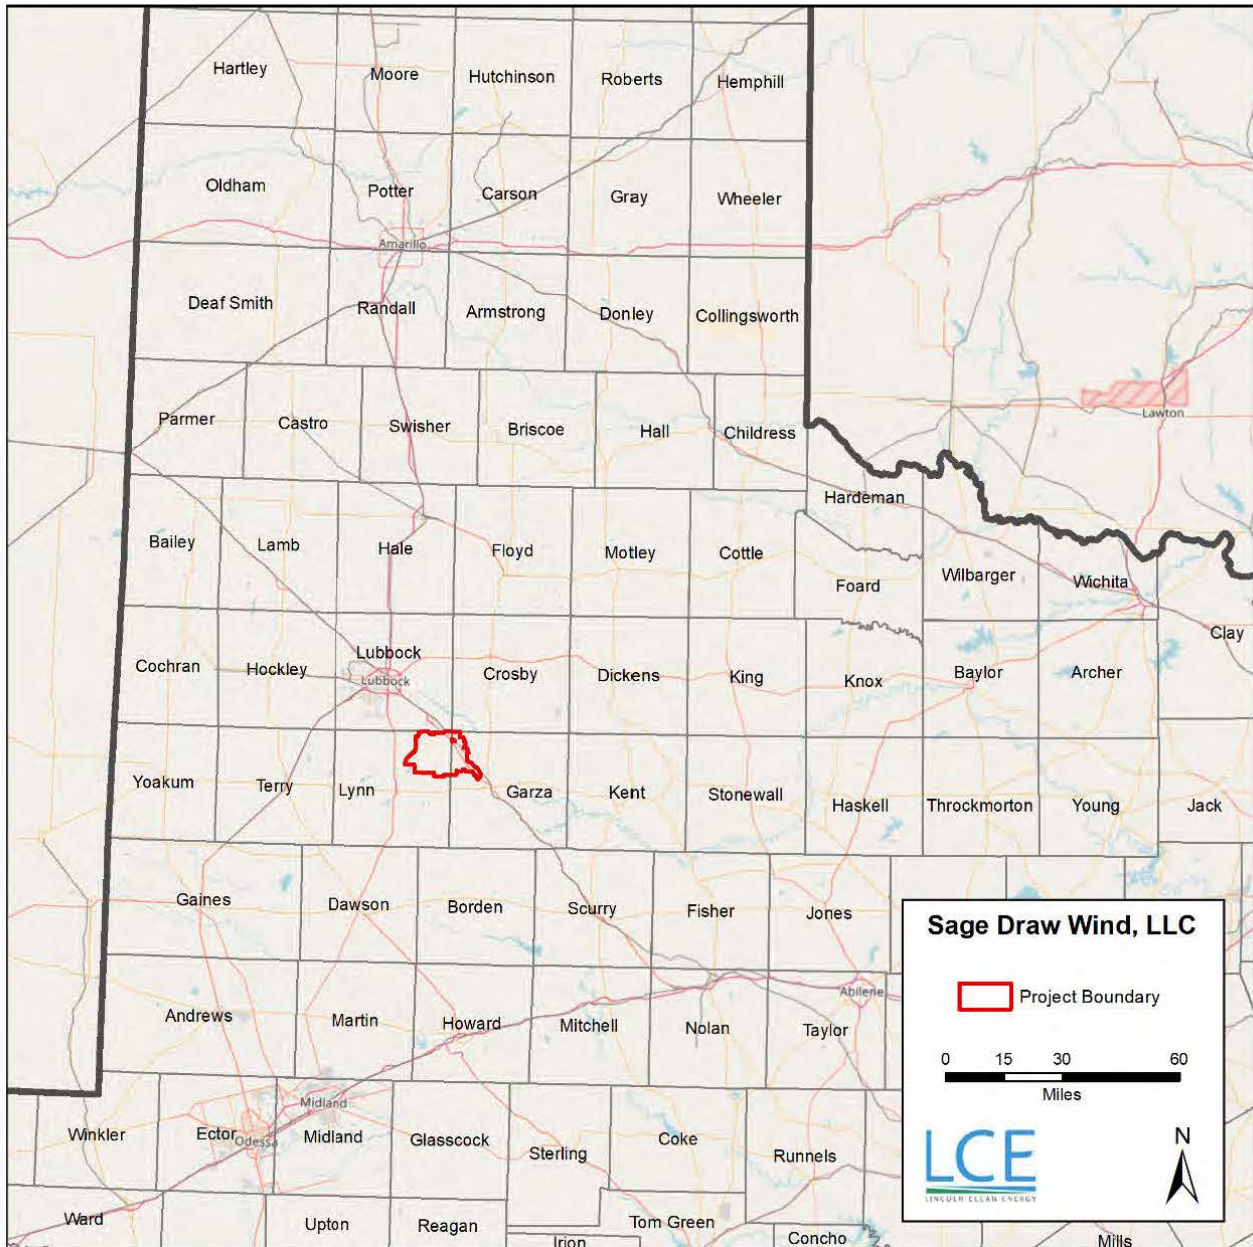 Hartley
Moore
Hutchinson
Roberts
Hemphill
Oldham
Potter
Carson
Gray
Wheeler
Amarillo
Deaf Smith
Randall
Armstrong
Donley
Collingsworth
Parmer
Castro
Swisher
Briscoe
Hall
Childress
Lawton
Hardeman
Bailey
Lamb
Hale
Floyd
Motley
Cottle
Foard
Wilbarger
Wichita
Clay
Cochran
Hockley
Lubbock
Lubbock
Crosby
Dickens
King
Knox
Baylor
Archer
Yoakum
Terry
Lynn
Garza
Kent
Stonewall
Haskell
Throckmorton
Young
Jack
Gaines
Dawson
Borden
Scurry
Fisher
Jones
Andrews
Martin
Howard
Mitchell
Nolan
Taylor
Abilene
Winkler
Ector
Odessa
Midland
Midland
Glasscock
Sterling
Coke
Runnels
Ward
Upton
Reagan
Irion
Tom Green
Concho
Mills
Sage Draw Wind, LLC
Project Boundary
0 15 30 60
Miles
LCE
LINCOLN CLEAN ENERGY
N